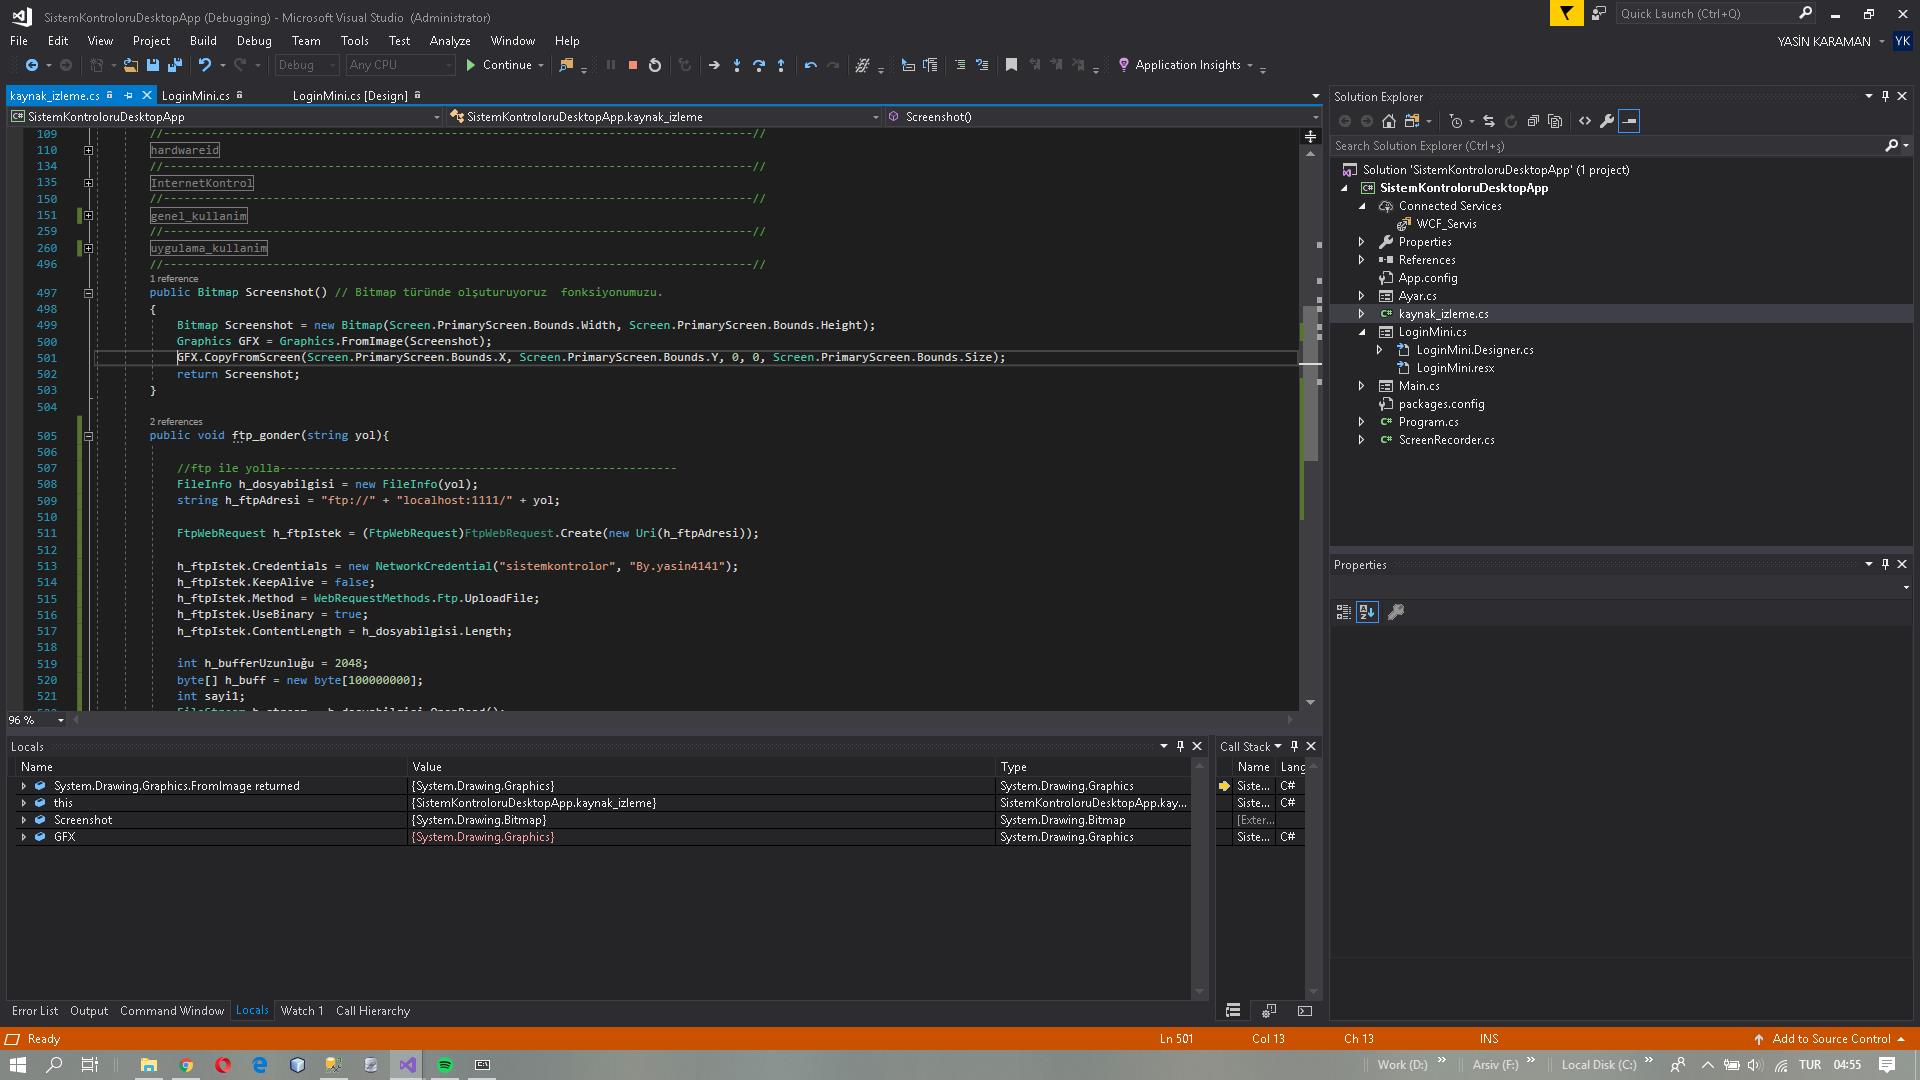 SistemKontroloruDesktopApp (Debugging) - Microsoft Visual Studio (Administrator)
Quick Launch (Ctrl+Q)
File Edit View Project Build Debug Team Tools Test Analyze Window Help
YASİN KARAMAN YK
Debug Any CPU Continue Application Insights
kaynak_izleme.cs LoginMini.cs LoginMini.cs [Design]
SistemKontroloruDesktopApp SistemKontroloruDesktopApp.kaynak_izleme Screenshot()
109 //---------------------------------------------------------------------------------------//
110 hardwareid
134 //---------------------------------------------------------------------------------------//
135 InternetKontrol
150 //---------------------------------------------------------------------------------------//
151 genel_kullanim
259 //---------------------------------------------------------------------------------------//
260 uygulama_kullanim
496 //---------------------------------------------------------------------------------------//
1 reference
497 public Bitmap Screenshot() // Bitmap türünde olşuturuyoruz  fonksiyonumuzu.
498 {
499 Bitmap Screenshot = new Bitmap(Screen.PrimaryScreen.Bounds.Width, Screen.PrimaryScreen.Bounds.Height);
500 Graphics GFX = Graphics.FromImage(Screenshot);
501 GFX.CopyFromScreen(Screen.PrimaryScreen.Bounds.X, Screen.PrimaryScreen.Bounds.Y, 0, 0, Screen.PrimaryScreen.Bounds.Size);
502 return Screenshot;
503 }
504
2 references
505 public void ftp_gonder(string yol){
506
507 //ftp ile yolla----------------------------------------------------------
508 FileInfo h_dosyabilgisi = new FileInfo(yol);
509 string h_ftpAdresi = "ftp://" + "localhost:1111/" + yol;
510
511 FtpWebRequest h_ftpIstek = (FtpWebRequest)FtpWebRequest.Create(new Uri(h_ftpAdresi));
512
513 h_ftpIstek.Credentials = new NetworkCredential("sistemkontrolor", "By.yasin4141");
514 h_ftpIstek.KeepAlive = false;
515 h_ftpIstek.Method = WebRequestMethods.Ftp.UploadFile;
516 h_ftpIstek.UseBinary = true;
517 h_ftpIstek.ContentLength = h_dosyabilgisi.Length;
518
519 int h_bufferUzunluğu = 2048;
520 byte[] h_buff = new byte[100000000];
521 int sayi1;
96 %
Solution Explorer
Search Solution Explorer (Ctrl+ş)
Solution 'SistemKontroloruDesktopApp' (1 project)
SistemKontroloruDesktopApp
Connected Services
WCF_Servis
Properties
References
App.config
Ayar.cs
kaynak_izleme.cs
LoginMini.cs
LoginMini.Designer.cs
LoginMini.resx
Main.cs
packages.config
Program.cs
ScreenRecorder.cs
Properties
Locals
Name Value Type
System.Drawing.Graphics.FromImage returned {System.Drawing.Graphics} System.Drawing.Graphics
this {SistemKontroloruDesktopApp.kaynak_izleme} SistemKontroloruDesktopApp.kay...
Screenshot {System.Drawing.Bitmap} System.Drawing.Bitmap
GFX {System.Drawing.Graphics} System.Drawing.Graphics
Call Stack
Name Lang
Siste... C#
Siste... C#
[Exter...
Siste... C#
Error List Output Command Window Locals Watch 1 Call Hierarchy
Ready Ln 501 Col 13 Ch 13 INS Add to Source Control
Work (D:) Arsiv (F:) Local Disk (C:) TUR 04:55